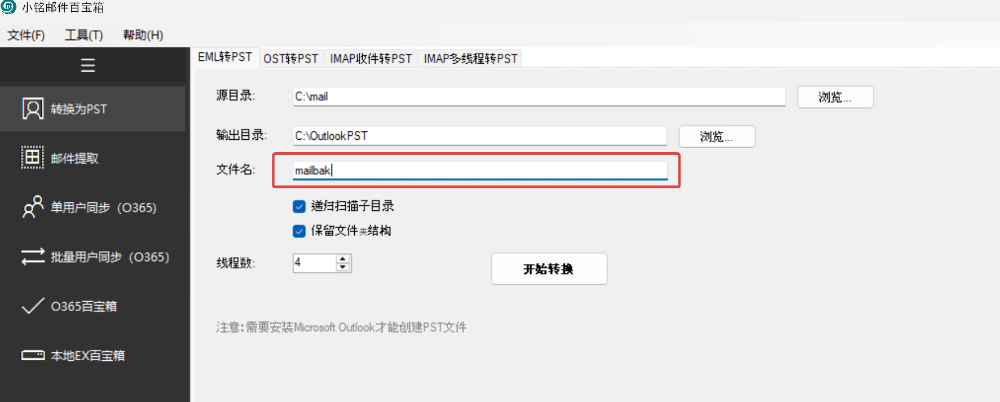 小铭邮件百宝箱
文件(F) 工具(T) 帮助(H)
EML转PST OST转PST IMAP收件转PST IMAP多线程转PST
转换为PST
邮件提取
单用户同步（O365)
批量用户同步（O365)
O365百宝箱
本地EX百宝箱
源目录: C:\mail 浏览...
输出目录: C:\OutlookPST 浏览...
文件名: mailbak
递归扫描子目录
保留文件夹结构
线程数: 4 开始转换
注意:需要安装Microsoft Outlook才能创建PST文件